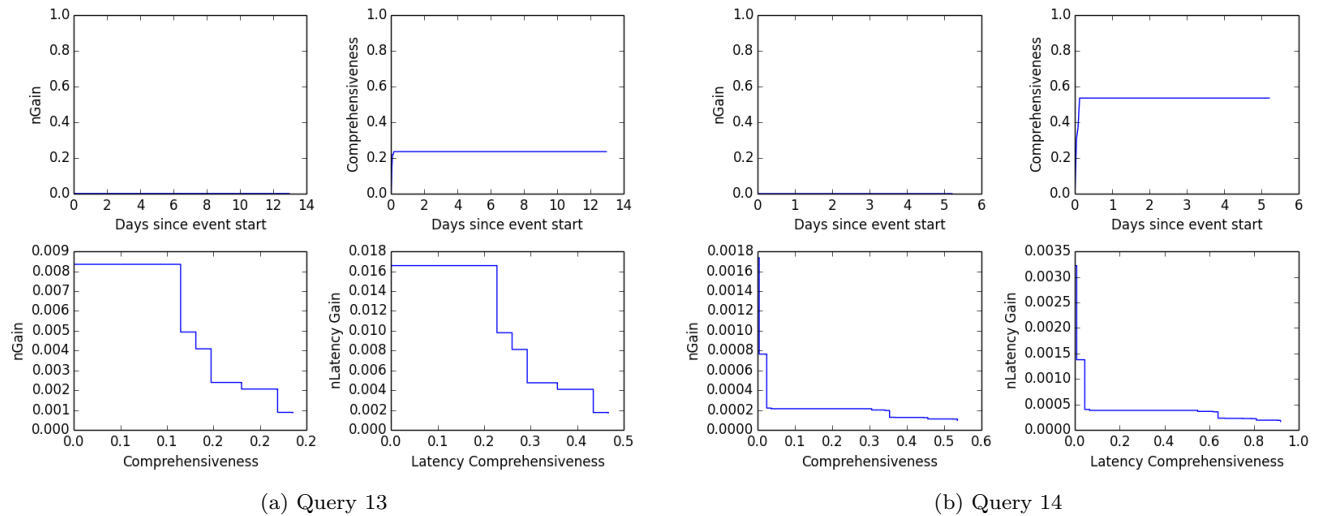 1.0
0.8
0.6
0.4
0.2
0.0
nGain
0 2 4 6 8 10 12 14
Days since event start
1.0
0.8
0.6
0.4
0.2
0.0
Comprehensiveness
0 2 4 6 8 10 12 14
Days since event start
0.009
0.008
0.007
0.006
0.005
0.004
0.003
0.002
0.001
0.000
nGain
0.0 0.1 0.1 0.2 0.2 0.2
Comprehensiveness
0.018
0.016
0.014
0.012
0.010
0.008
0.006
0.004
0.002
0.000
nLatency Gain
0.0 0.1 0.2 0.3 0.4 0.5
Latency Comprehensiveness
(a) Query 13
1.0
0.8
0.6
0.4
0.2
0.0
nGain
0 1 2 3 4 5 6
Days since event start
1.0
0.8
0.6
0.4
0.2
0.0
Comprehensiveness
0 1 2 3 4 5 6
Days since event start
0.0018
0.0016
0.0014
0.0012
0.0010
0.0008
0.0006
0.0004
0.0002
0.0000
nGain
0.0 0.1 0.2 0.3 0.4 0.5 0.6
Comprehensiveness
0.0035
0.0030
0.0025
0.0020
0.0015
0.0010
0.0005
0.0000
nLatency Gain
0.0 0.2 0.4 0.6 0.8 1.0
Latency Comprehensiveness
(b) Query 14